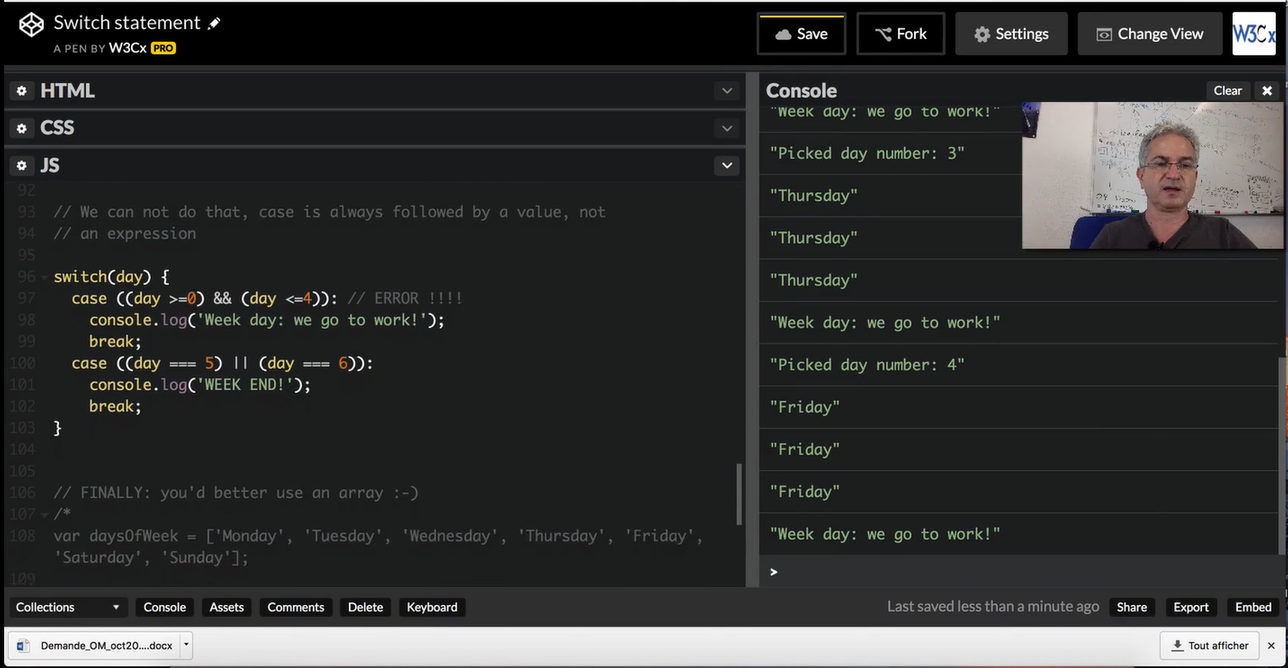 Switch statement
A PEN BY W3Cx PRO
Save
Fork
Settings
Change View
W3Cx
HTML
CSS
JS
92
93 // We can not do that, case is always followed by a value, not
94 // an expression
95
96 switch(day) {
97 case ((day >=0) && (day <=4)): // ERROR !!!!
98 console.log('Week day: we go to work!');
99 break;
100 case ((day === 5) || (day === 6)):
101 console.log('WEEK END!');
102 break;
103 }
104
105
106 // FINALLY: you'd better use an array :-)
107 /*
108 var daysOfWeek = ['Monday', 'Tuesday', 'Wednesday', 'Thursday', 'Friday',
'Saturday', 'Sunday'];
109
Console
Clear
"Week day: we go to work!"
"Picked day number: 3"
"Thursday"
"Thursday"
"Thursday"
"Week day: we go to work!"
"Picked day number: 4"
"Friday"
"Friday"
"Friday"
"Week day: we go to work!"
>
Collections
Console
Assets
Comments
Delete
Keyboard
Last saved less than a minute ago
Share
Export
Embed
Demande_OM_oct20....docx
Tout afficher